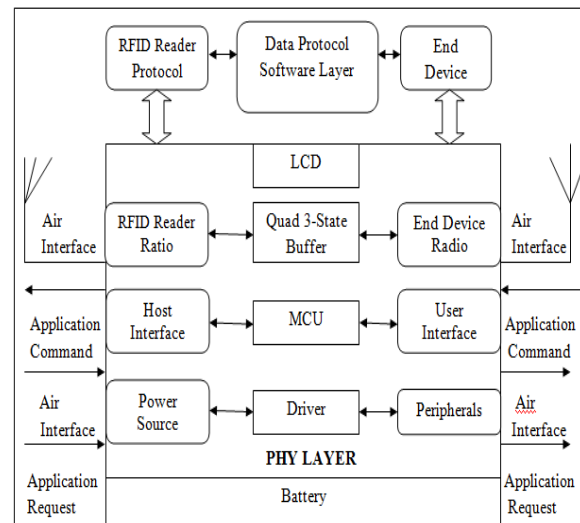 RFID Reader
Protocol
Data Protocol
Software Layer
End
Device
LCD
Air
Interface
RFID Reader
Ratio
Quad 3-State
Buffer
End Device
Radio
Air
Interface
Application
Command
Host
Interface
MCU
User
Interface
Application
Command
Air
Interface
Power
Source
Driver
Peripherals
Air
Interface
PHY LAYER
Application
Request
Battery
Application
Request